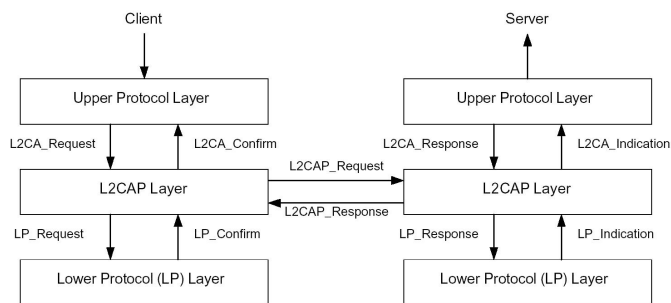 Client
Server
Upper Protocol Layer
Upper Protocol Layer
L2CA_Request
L2CA_Confirm
L2CA_Response
L2CA_Indication
L2CAP_Request
L2CAP Layer
L2CAP Layer
L2CAP_Response
LP_Request
LP_Confirm
LP_Response
LP_Indication
Lower Protocol (LP) Layer
Lower Protocol (LP) Layer